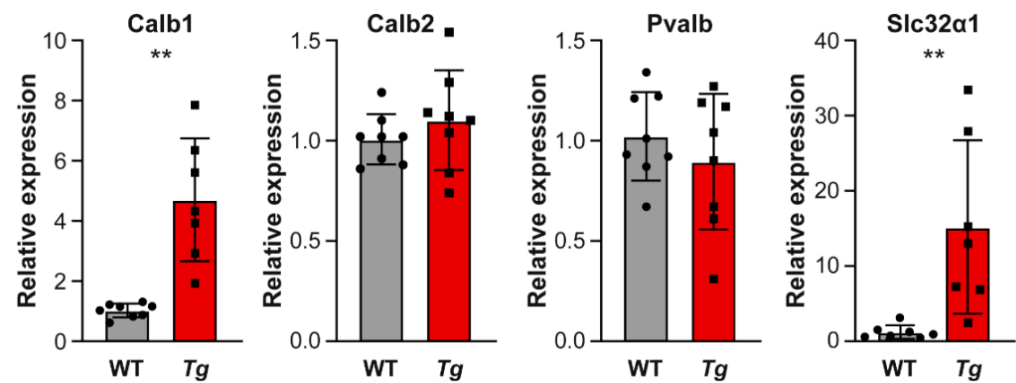 Calb1
**
Relative expression
10
8
6
4
2
0
WT
Tg
Calb2
Relative expression
1.5
1.0
0.5
0.0
WT
Tg
Pvalb
Relative expression
1.5
1.0
0.5
0.0
WT
Tg
Slc32α1
**
Relative expression
40
30
20
10
0
WT
Tg